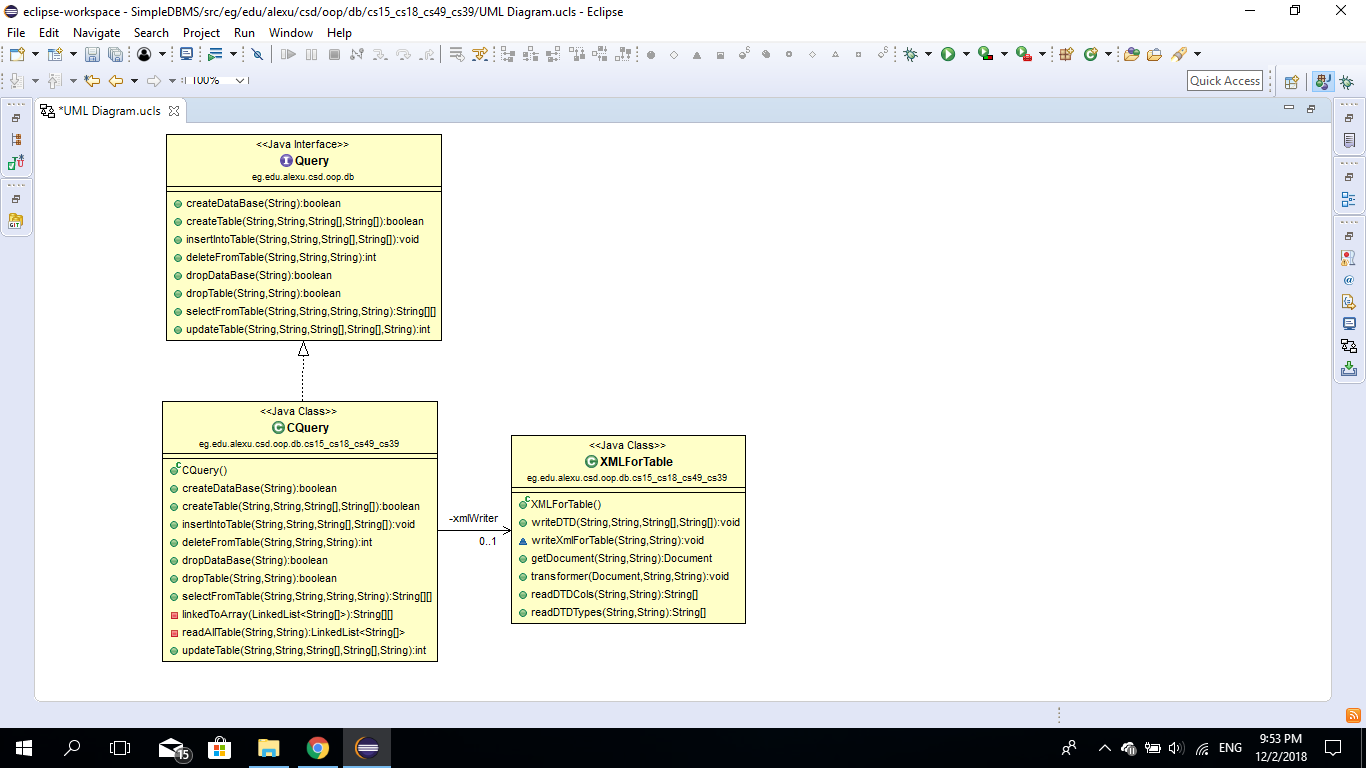 eclipse-workspace - SimpleDBMS/src/eg/edu/alexu/csd/oop/db/cs15_cs18_cs49_cs39/UML Diagram.ucls - Eclipse
File Edit Navigate Search Project Run Window Help
100%
Quick Access
*UML Diagram.ucls
<<Java Interface>>
I Query
eg.edu.alexu.csd.oop.db
createDataBase(String):boolean
createTable(String,String,String[],String[]):boolean
insertIntoTable(String,String,String[],String[]):void
deleteFromTable(String,String,String):int
dropDataBase(String):boolean
dropTable(String,String):boolean
selectFromTable(String,String,String,String):String[][]
updateTable(String,String,String[],String[],String):int
<<Java Class>>
C CQuery
eg.edu.alexu.csd.oop.db.cs15_cs18_cs49_cs39
C CQuery()
createDataBase(String):boolean
createTable(String,String,String[],String[]):boolean
insertIntoTable(String,String,String[],String[]):void
deleteFromTable(String,String,String):int
dropDataBase(String):boolean
dropTable(String,String):boolean
selectFromTable(String,String,String,String):String[][]
linkedToArray(LinkedList<String[]>):String[][]
readAllTable(String,String):LinkedList<String[]>
updateTable(String,String,String[],String[],String):int
-xmlWriter
0..1
<<Java Class>>
C XMLForTable
eg.edu.alexu.csd.oop.db.cs15_cs18_cs49_cs39
C XMLForTable()
writeDTD(String,String,String[],String[]):void
writeXmlForTable(String,String):void
getDocument(String,String):Document
transformer(Document,String,String):void
readDTDCols(String,String):String[]
readDTDTypes(String,String):String[]
GIT
15
ENG
9:53 PM
12/2/2018